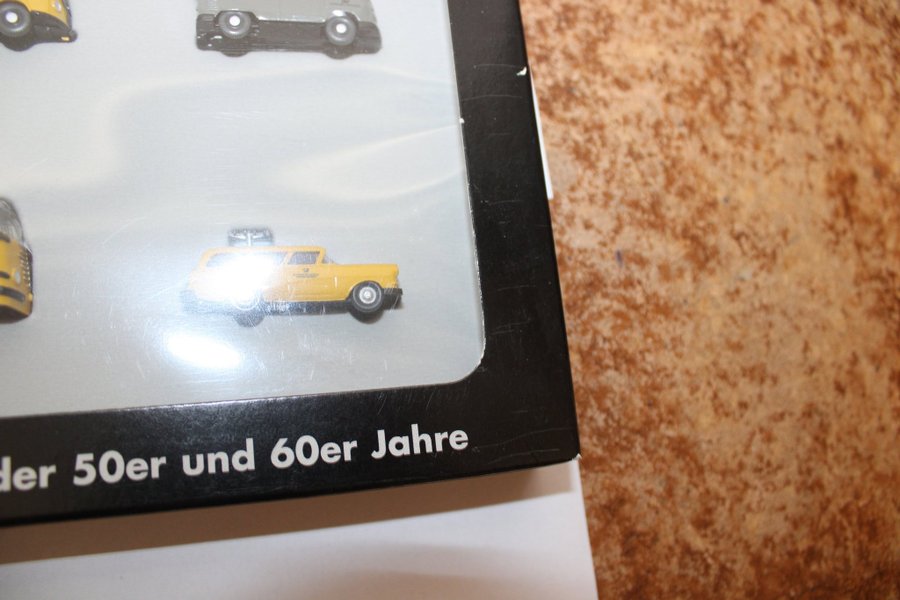 der 50er und 60er Jahre